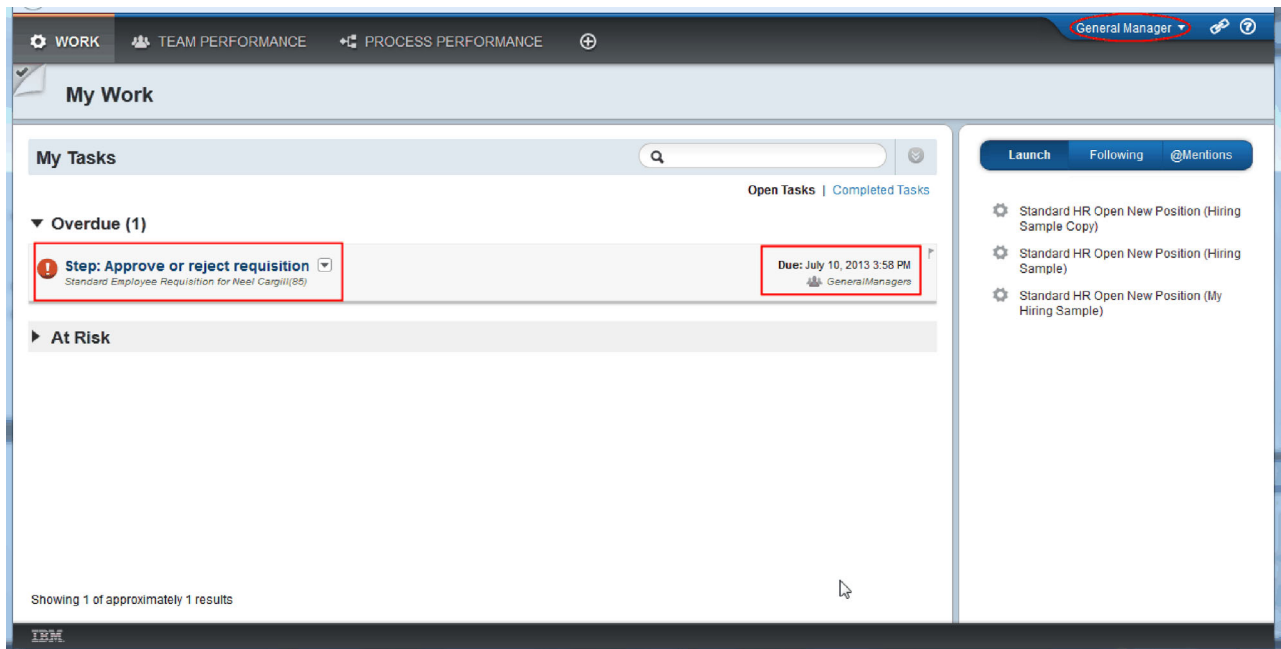 WORK TEAM PERFORMANCE PROCESS PERFORMANCE General Manager
My Work
My Tasks
Open Tasks | Completed Tasks
Overdue (1)
Step: Approve or reject requisition
Standard Employee Requisition for Neel Cargill(85)
Due: July 10, 2013 3:58 PM
GeneralManagers
At Risk
Showing 1 of approximately 1 results
Launch Following @Mentions
Standard HR Open New Position (Hiring
Sample Copy)
Standard HR Open New Position (Hiring
Sample)
Standard HR Open New Position (My
Hiring Sample)
IBM